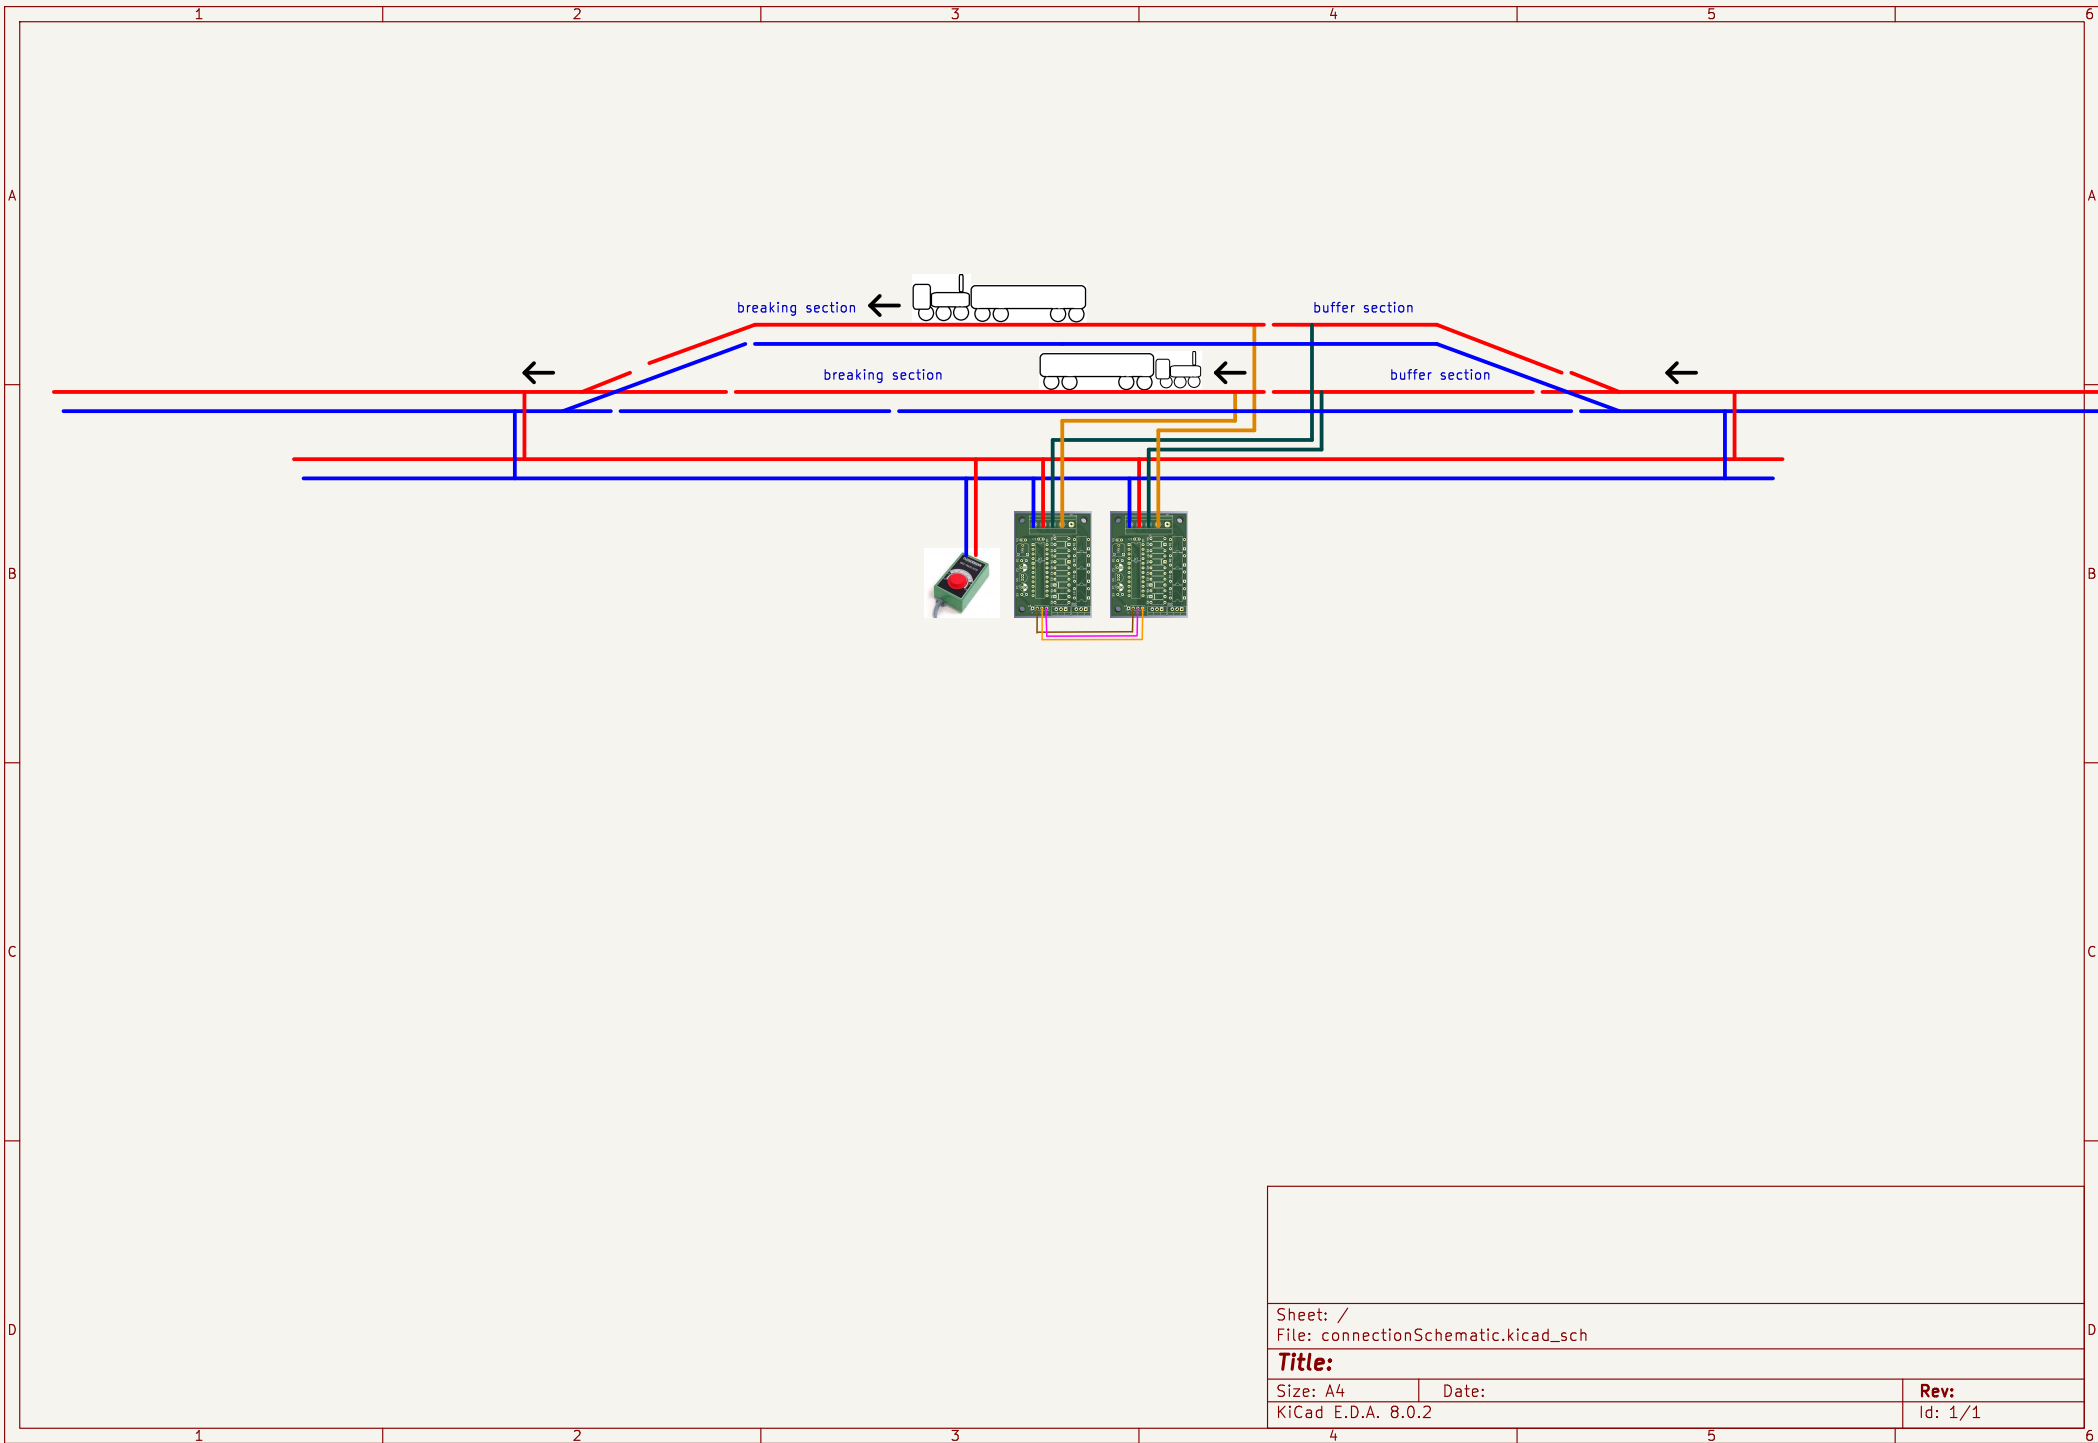 1 2 3 4 5 6
A A
breaking section buffer section
breaking section buffer section
B B
C C
Sheet: /
File: connectionSchematic.kicad_sch
D D
Title:
Size: A4 Date: Rev:
KiCad E.D.A. 8.0.2 Id: 1/1
1 2 3 4 5 6